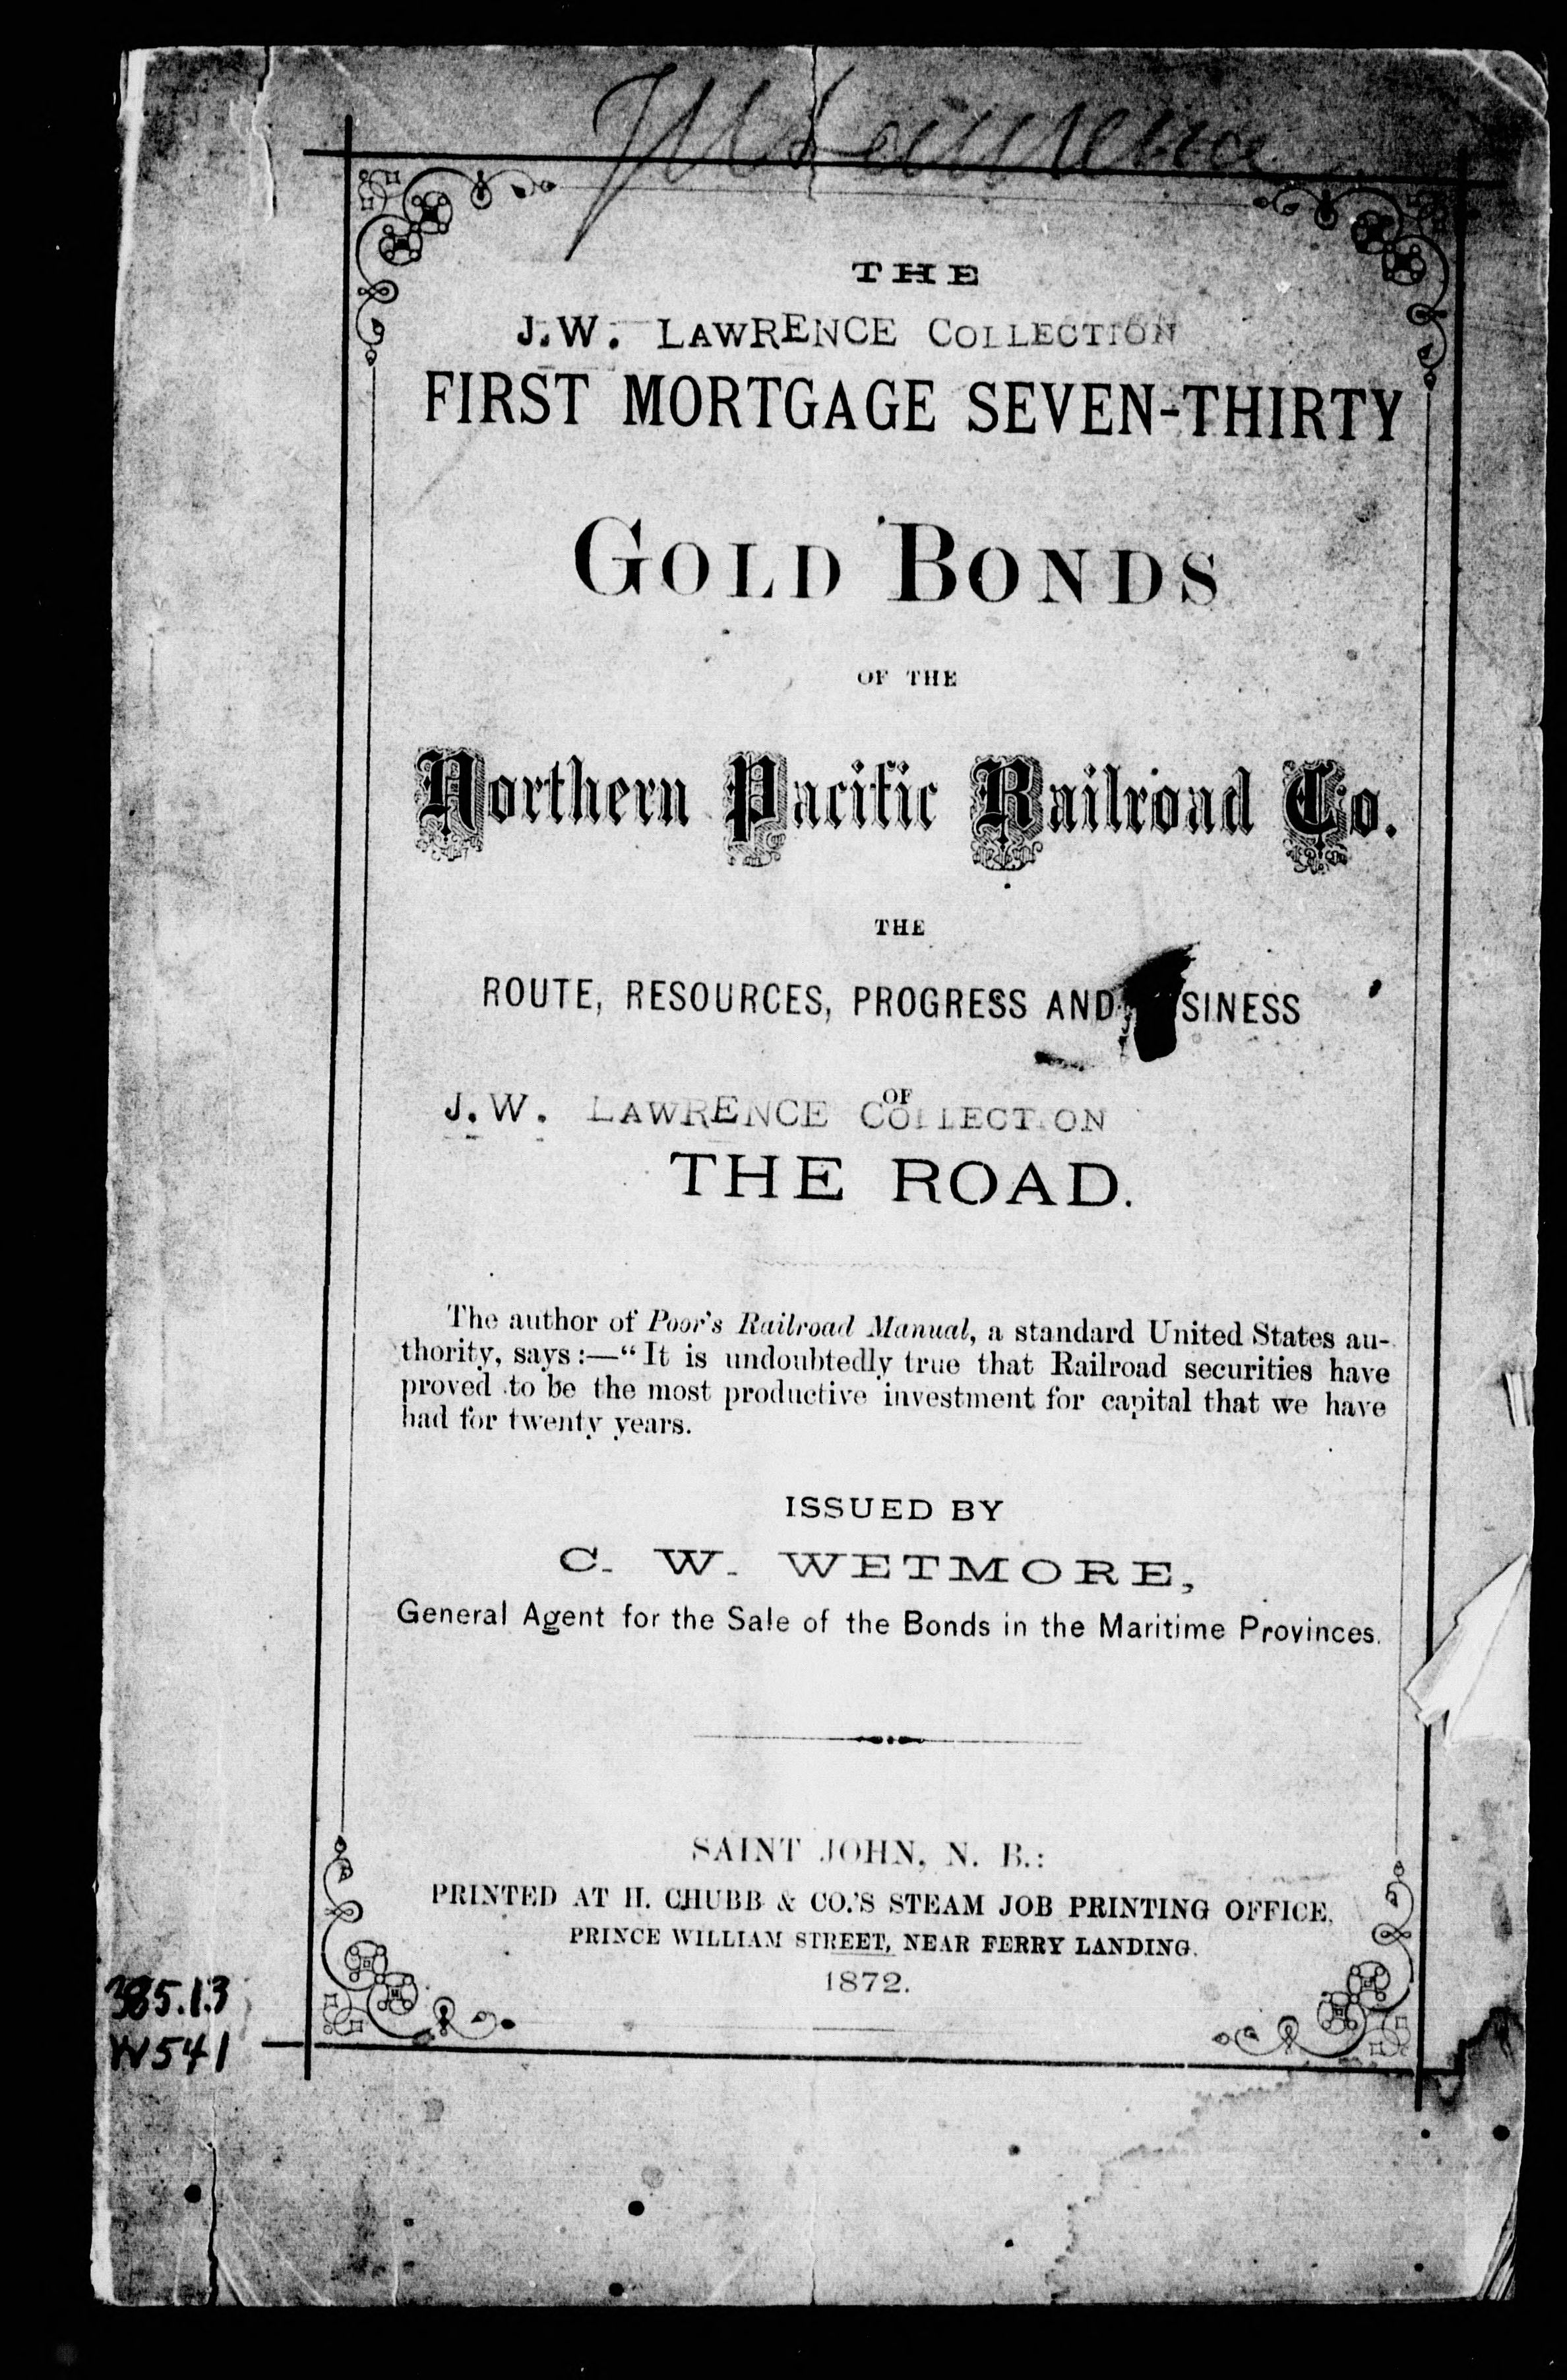 J W Lawrence
THE
J. W. LAWRENCE COLLECTION
FIRST MORTGAGE SEVEN-THIRTY
GOLD BONDS
OF THE
Northern Pacific Railroad Co.
THE
ROUTE, RESOURCES, PROGRESS AND SINESS
OF
J. W. LAWRENCE COLLECTION
THE ROAD.
The author of Poor's Railroad Manual, a standard United States au-
thority, says:—"It is undoubtedly true that Railroad securities have
proved to be the most productive investment for capital that we have
had for twenty years.
ISSUED BY
C. W. WETMORE,
General Agent for the Sale of the Bonds in the Maritime Provinces.
SAINT JOHN, N. B.:
PRINTED AT H. CHUBB & CO.'S STEAM JOB PRINTING OFFICE,
PRINCE WILLIAM STREET, NEAR FERRY LANDING.
1872.
385.13
W541